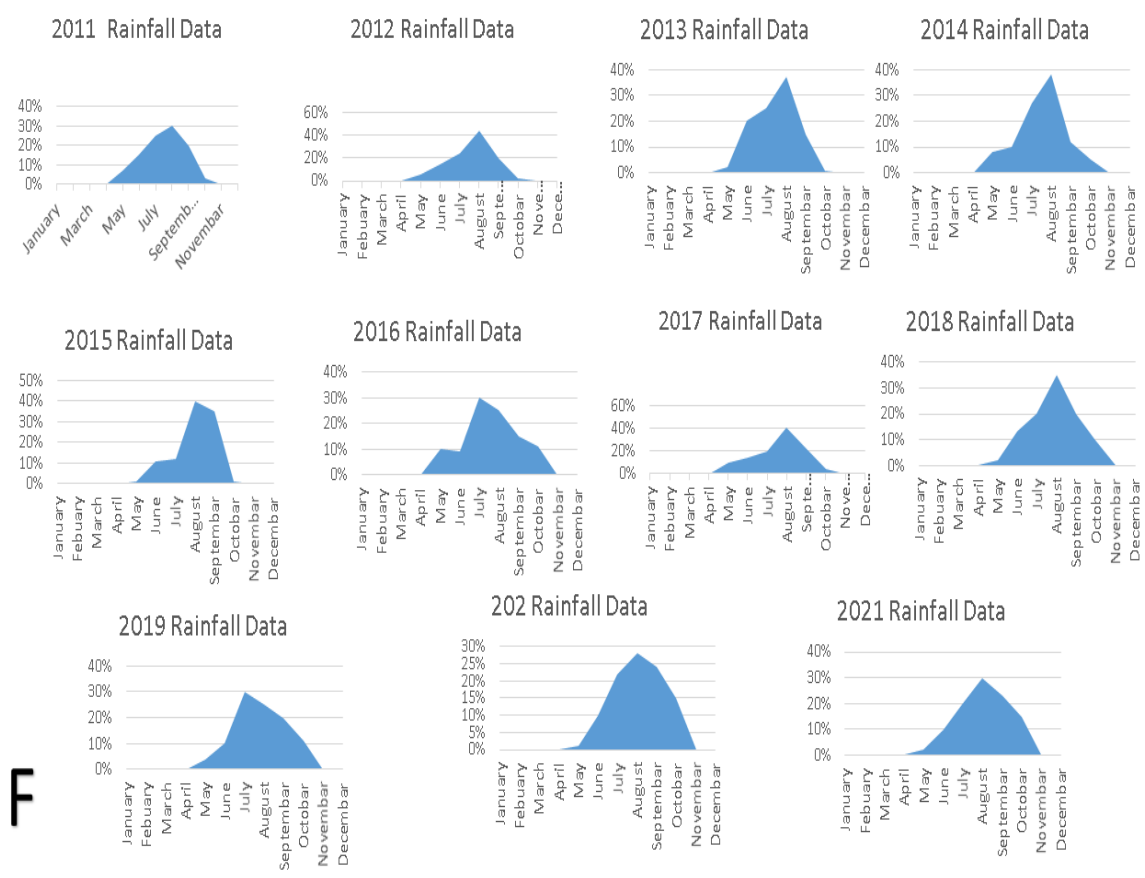 2011 Rainfall Data
40%
30%
20%
10%
0%
January
March
May
July
Septemb...
Novembar
2012 Rainfall Data
60%
40%
20%
0%
January
Febuary
March
April
May
June
July
August
Septe...
Octobar
Nove...
Dece...
2013 Rainfall Data
40%
30%
20%
10%
0%
January
Febuary
March
April
May
June
July
August
Septembar
Octobar
Novembar
Decembar
2014 Rainfall Data
40%
30%
20%
10%
0%
January
Febuary
March
April
May
June
July
August
Septembar
Octobar
Novembar
Decembar
2015 Rainfall Data
50%
40%
30%
20%
10%
0%
January
Febuary
March
April
May
June
July
August
Septembar
Octobar
Novembar
Decembar
2016 Rainfall Data
40%
30%
20%
10%
0%
January
Febuary
March
April
May
June
July
August
Septembar
Octobar
Novembar
Decembar
2017 Rainfall Data
60%
40%
20%
0%
January
Febuary
March
April
May
June
July
August
Septe...
Octobar
Nove...
Dece...
2018 Rainfall Data
40%
30%
20%
10%
0%
January
Febuary
March
April
May
June
July
August
Septembar
Octobar
Novembar
Decembar
2019 Rainfall Data
40%
30%
20%
10%
0%
January
Febuary
March
April
May
June
July
August
Septembar
Octobar
Novembar
Decembar
202 Rainfall Data
30%
25%
20%
15%
10%
5%
0%
January
Febuary
March
April
May
June
July
August
Septembar
Octobar
Novembar
Decembar
2021 Rainfall Data
40%
30%
20%
10%
0%
January
Febuary
March
April
May
June
July
August
Septembar
Octobar
Novembar
Decembar
F